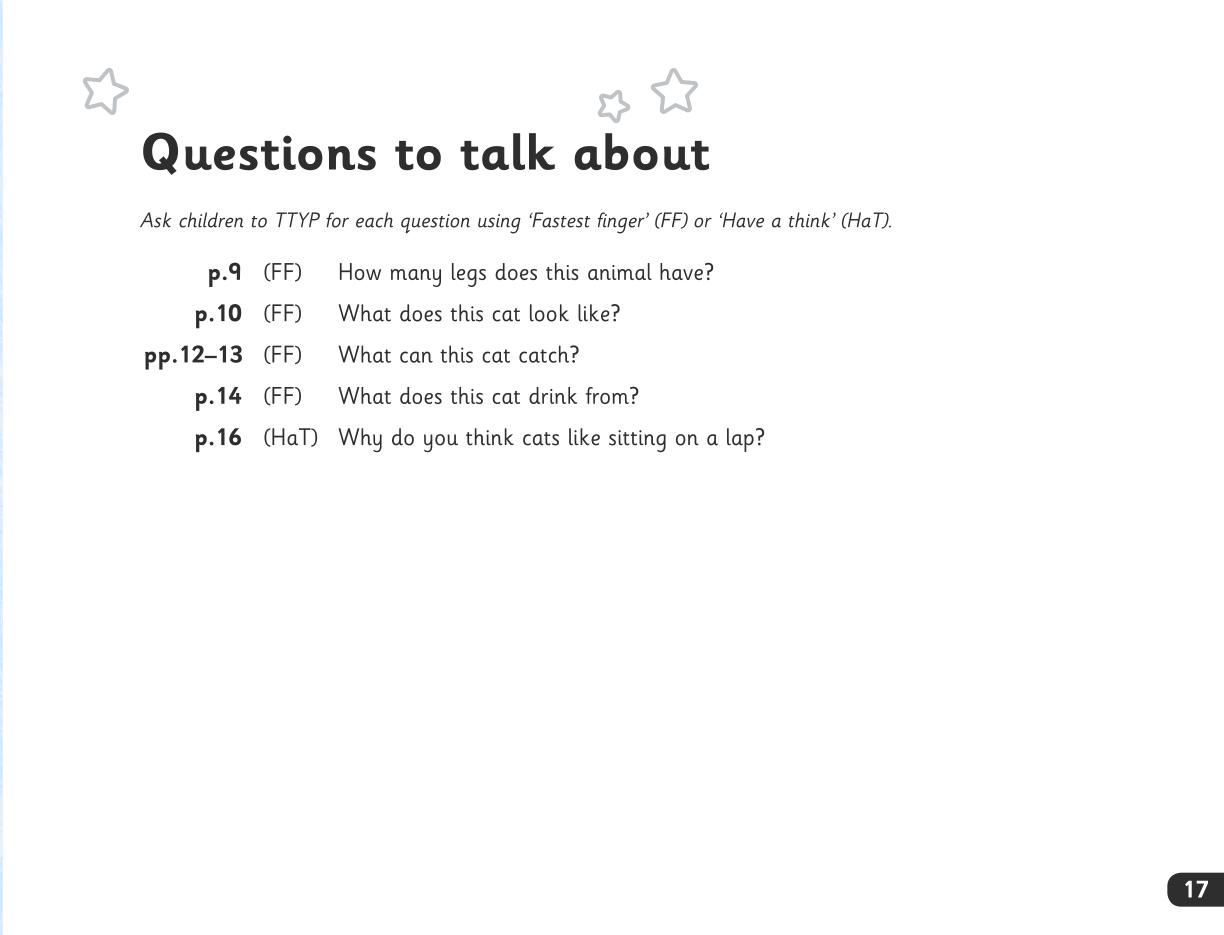 Questions to talk about
Ask children to TTYP for each question using ‘Fastest finger’ (FF) or ‘Have a think’ (HaT).
p.9 (FF) How many legs does this animal have?
p.10 (FF) What does this cat look like?
pp.12–13 (FF) What can this cat catch?
p.14 (FF) What does this cat drink from?
p.16 (HaT) Why do you think cats like sitting on a lap?
17